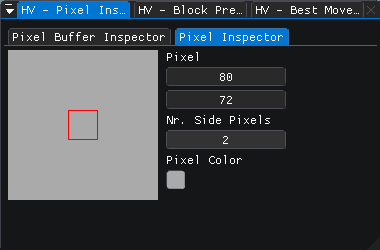 HV - Pixel Ins… HV - Block Pre… HV - Best Move…
Pixel Buffer Inspector Pixel Inspector
Pixel
80
72
Nr. Side Pixels
2
Pixel Color